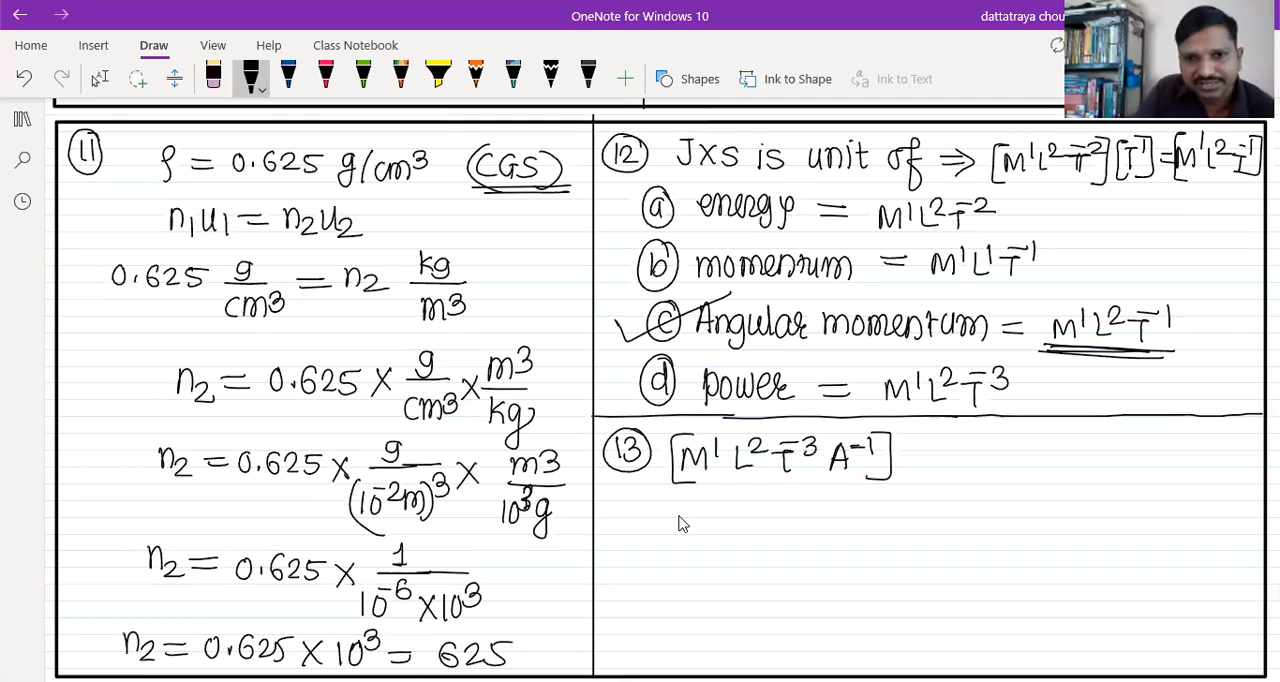 OneNote for Windows 10
dattatraya chou
Home Insert Draw View Help Class Notebook
Shapes Ink to Shape Ink to Text
⑪ ρ = 0.625 g/cm³ (CGS)
n₁u₁ = n₂u₂
0.625 g/cm³ = n₂ kg/m³
n₂ = 0.625 × g/cm³ × m³/kg
n₂ = 0.625 × g/(10⁻²m)³ × m³/10³g
n₂ = 0.625 × 1/10⁻⁶ × 10³
n₂ = 0.625 × 10³ = 625
⑫ J×S is unit of ⇒ [M¹L²T⁻²][T¹] = [M¹L²T⁻¹]
ⓐ energy = M¹L²T⁻²
ⓑ momentum = M¹L¹T⁻¹
ⓒ Angular momentum = M¹L²T⁻¹
ⓓ power = M¹L²T⁻³
⑬ [M¹ L² T⁻³ A⁻¹]